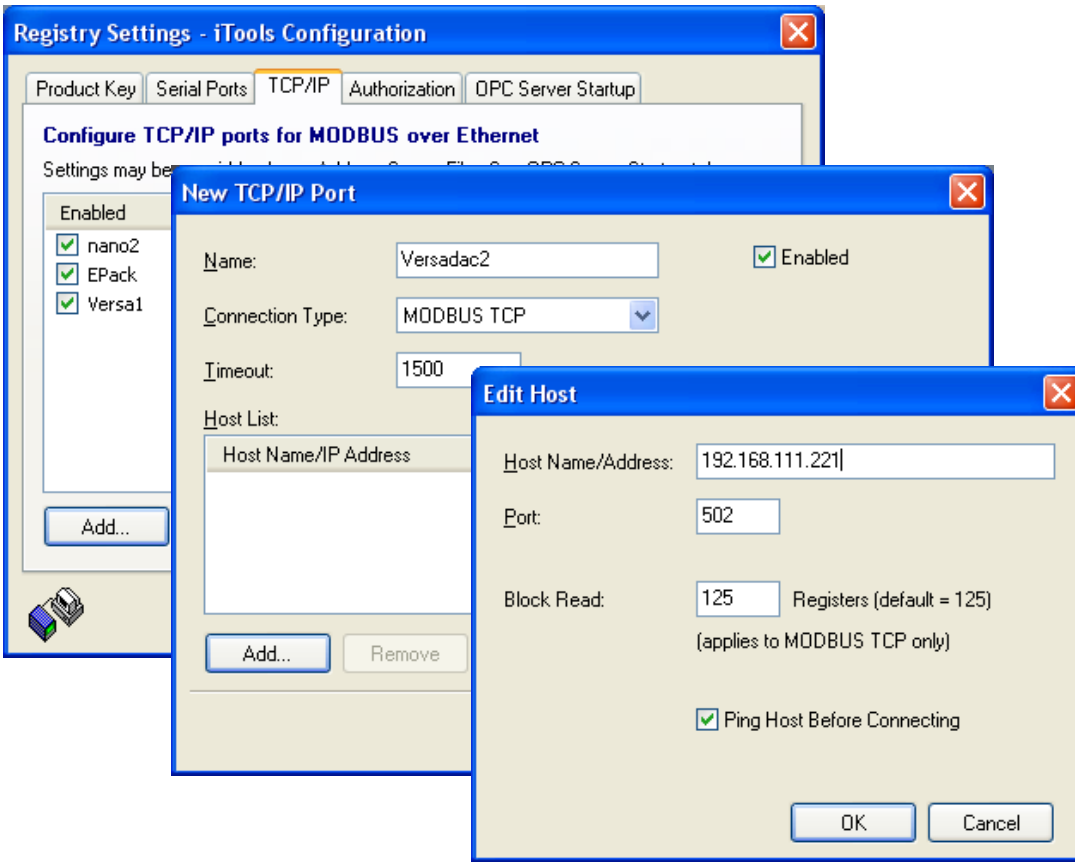 Registry Settings - iTools Configuration
Product Key Serial Ports TCP/IP Authorization OPC Server Startup
Configure TCP/IP ports for MODBUS over Ethernet
Settings may be
Enabled
nano2
EPack
Versa1
Add...
New TCP/IP Port
Name: Versadac2 Enabled
Connection Type: MODBUS TCP
Timeout: 1500
Host List:
Host Name/IP Address
Add... Remove
Edit Host
Host Name/Address: 192.168.111.221
Port: 502
Block Read: 125 Registers (default = 125)
(applies to MODBUS TCP only)
Ping Host Before Connecting
OK Cancel